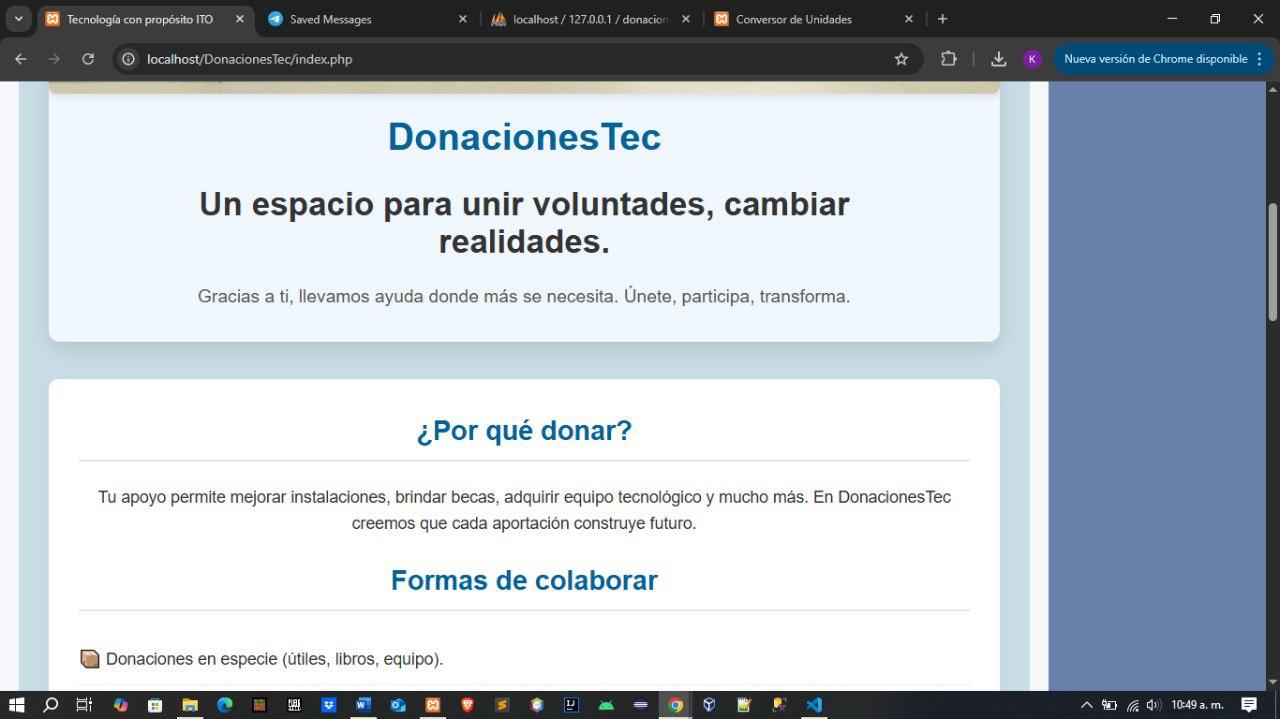 Tecnología con propósito ITO
Saved Messages
localhost / 127.0.0.1 / donacion
Conversor de Unidades
localhost/DonacionesTec/index.php
K
Nueva versión de Chrome disponible
DonacionesTec
Un espacio para unir voluntades, cambiar
realidades.
Gracias a ti, llevamos ayuda donde más se necesita. Únete, participa, transforma.
¿Por qué donar?
Tu apoyo permite mejorar instalaciones, brindar becas, adquirir equipo tecnológico y mucho más. En DonacionesTec
creemos que cada aportación construye futuro.
Formas de colaborar
Donaciones en especie (útiles, libros, equipo).
10:49 a. m.